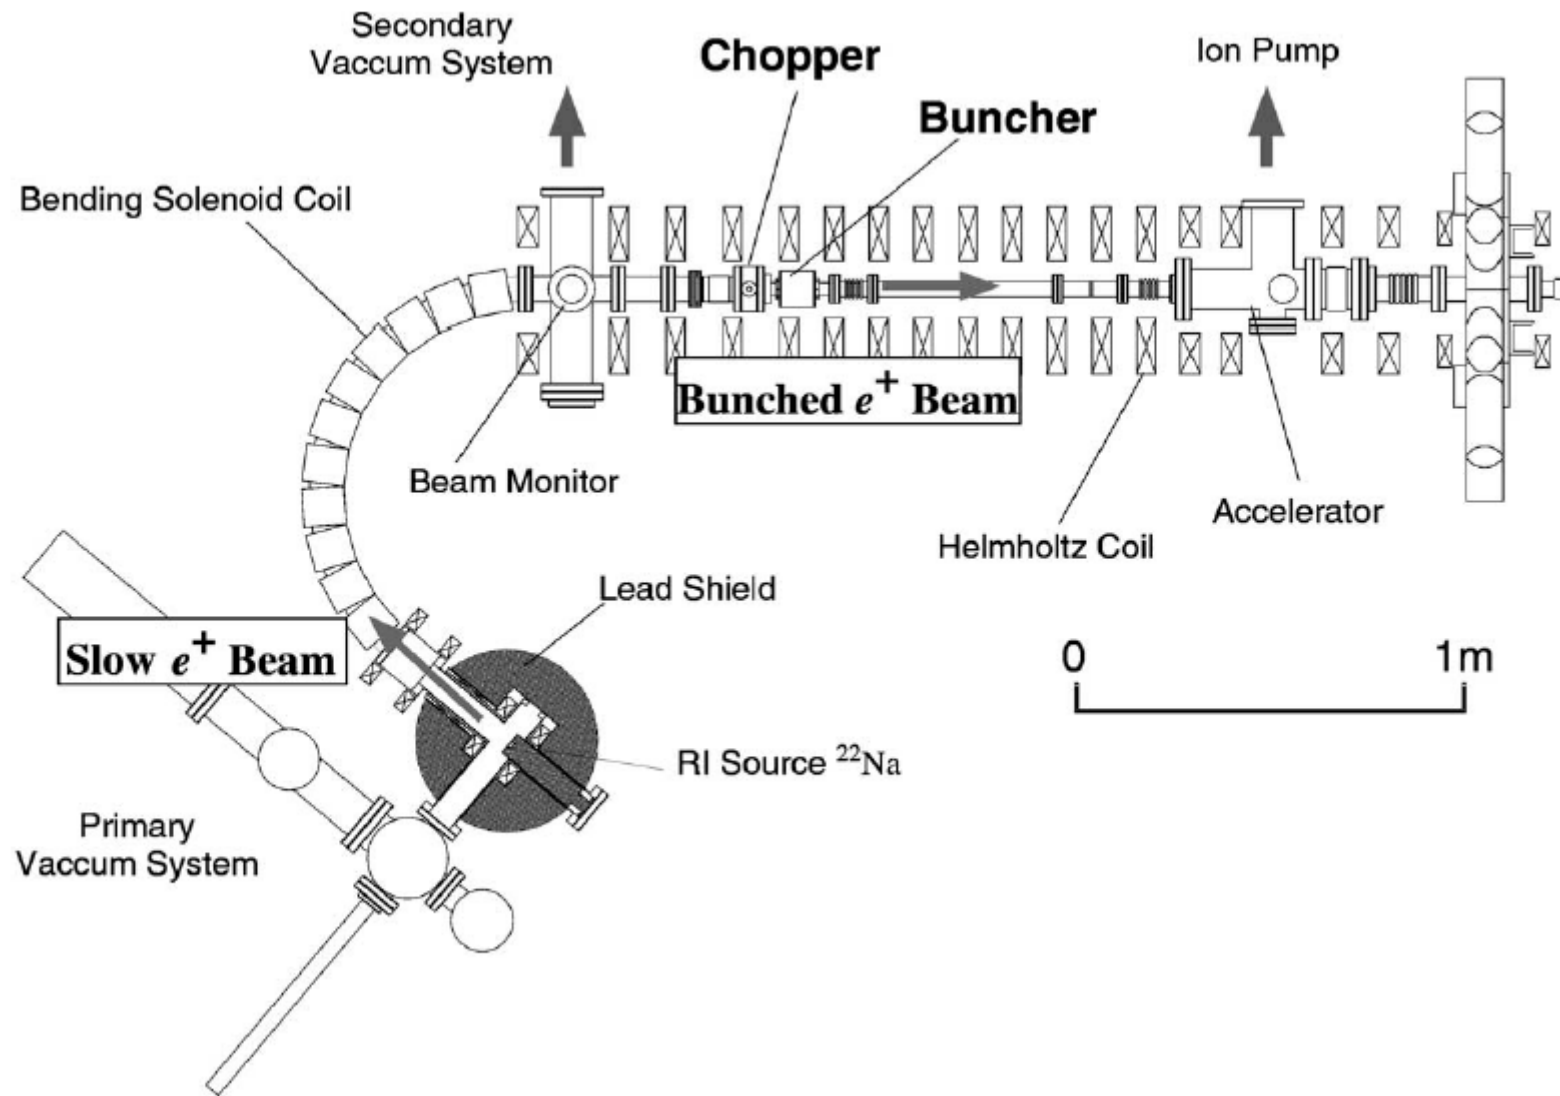 Secondary
Vaccum System
Chopper
Ion Pump
Buncher
Bending Solenoid Coil
Bunched e⁺ Beam
Beam Monitor
Accelerator
Helmholtz Coil
Lead Shield
Slow e⁺ Beam
0 1m
RI Source ²²Na
Primary
Vaccum System